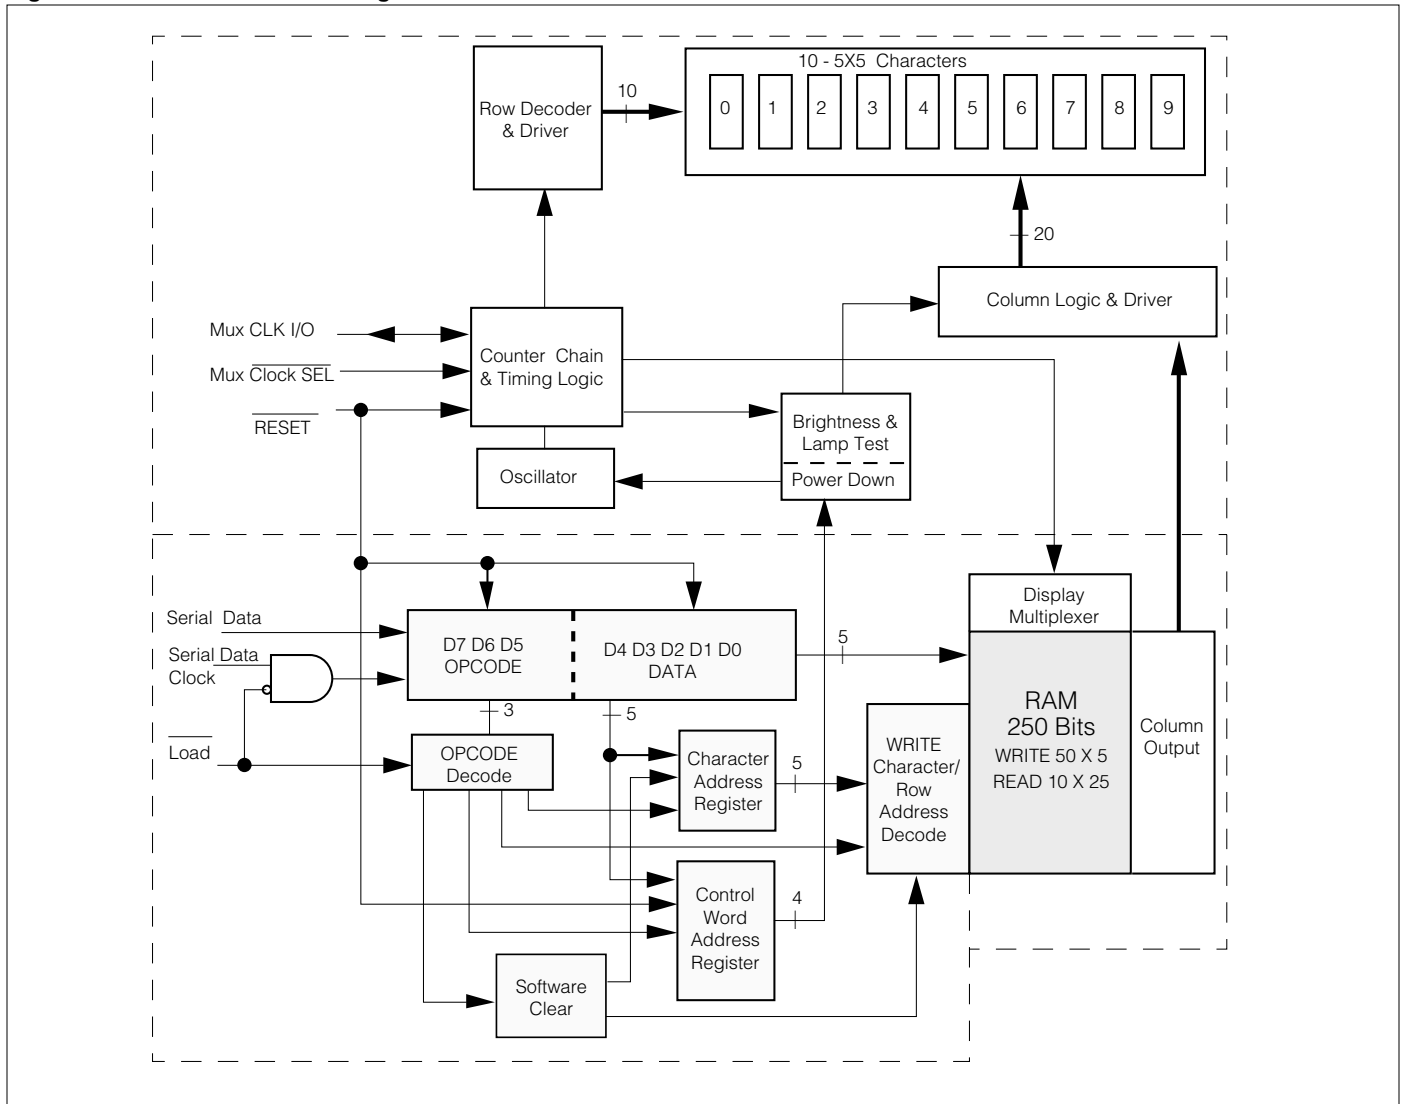 10 - 5X5 Characters
0 1 2 3 4 5 6 7 8 9
Row Decoder
& Driver
10
20
Column Logic & Driver
Mux CLK I/O
Mux Clock SEL
RESET
Counter Chain
& Timing Logic
Oscillator
Brightness &
Lamp Test
Power Down
Serial Data
Serial Data
Clock
Load
D7 D6 D5
OPCODE
D4 D3 D2 D1 D0
DATA
5
3
5
OPCODE
Decode
Character
Address
Register
5
Control
Word
Address
Register
4
Software
Clear
WRITE
Character/
Row
Address
Decode
Display
Multiplexer
RAM
250 Bits
WRITE 50 X 5
READ 10 X 25
Column
Output